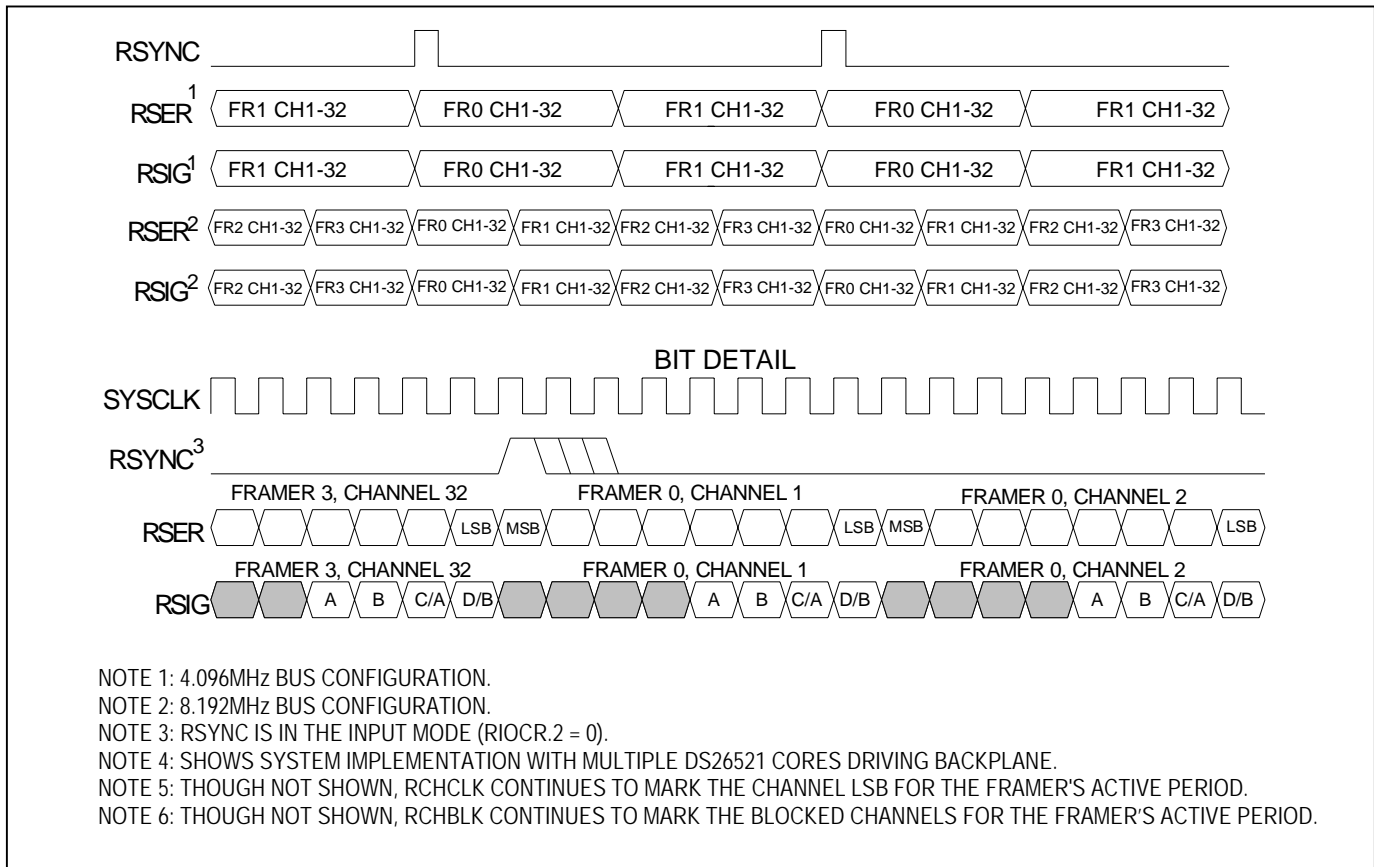 RSYNC
RSER1 FR1 CH1-32 FR0 CH1-32 FR1 CH1-32 FR0 CH1-32 FR1 CH1-32
RSIG1 FR1 CH1-32 FR0 CH1-32 FR1 CH1-32 FR0 CH1-32 FR1 CH1-32
RSER2 FR2 CH1-32 FR3 CH1-32 FR0 CH1-32 FR1 CH1-32 FR2 CH1-32 FR3 CH1-32 FR0 CH1-32 FR1 CH1-32 FR2 CH1-32 FR3 CH1-32
RSIG2 FR2 CH1-32 FR3 CH1-32 FR0 CH1-32 FR1 CH1-32 FR2 CH1-32 FR3 CH1-32 FR0 CH1-32 FR1 CH1-32 FR2 CH1-32 FR3 CH1-32
BIT DETAIL
SYSCLK
RSYNC3
FRAMER 3, CHANNEL 32 FRAMER 0, CHANNEL 1 FRAMER 0, CHANNEL 2
RSER LSB MSB LSB MSB LSB
FRAMER 3, CHANNEL 32 FRAMER 0, CHANNEL 1 FRAMER 0, CHANNEL 2
RSIG A B C/A D/B A B C/A D/B A B C/A D/B
NOTE 1: 4.096MHz BUS CONFIGURATION.
NOTE 2: 8.192MHz BUS CONFIGURATION.
NOTE 3: RSYNC IS IN THE INPUT MODE (RIOCR.2 = 0).
NOTE 4: SHOWS SYSTEM IMPLEMENTATION WITH MULTIPLE DS26521 CORES DRIVING BACKPLANE.
NOTE 5: THOUGH NOT SHOWN, RCHCLK CONTINUES TO MARK THE CHANNEL LSB FOR THE FRAMER'S ACTIVE PERIOD.
NOTE 6: THOUGH NOT SHOWN, RCHBLK CONTINUES TO MARK THE BLOCKED CHANNELS FOR THE FRAMER’S ACTIVE PERIOD.